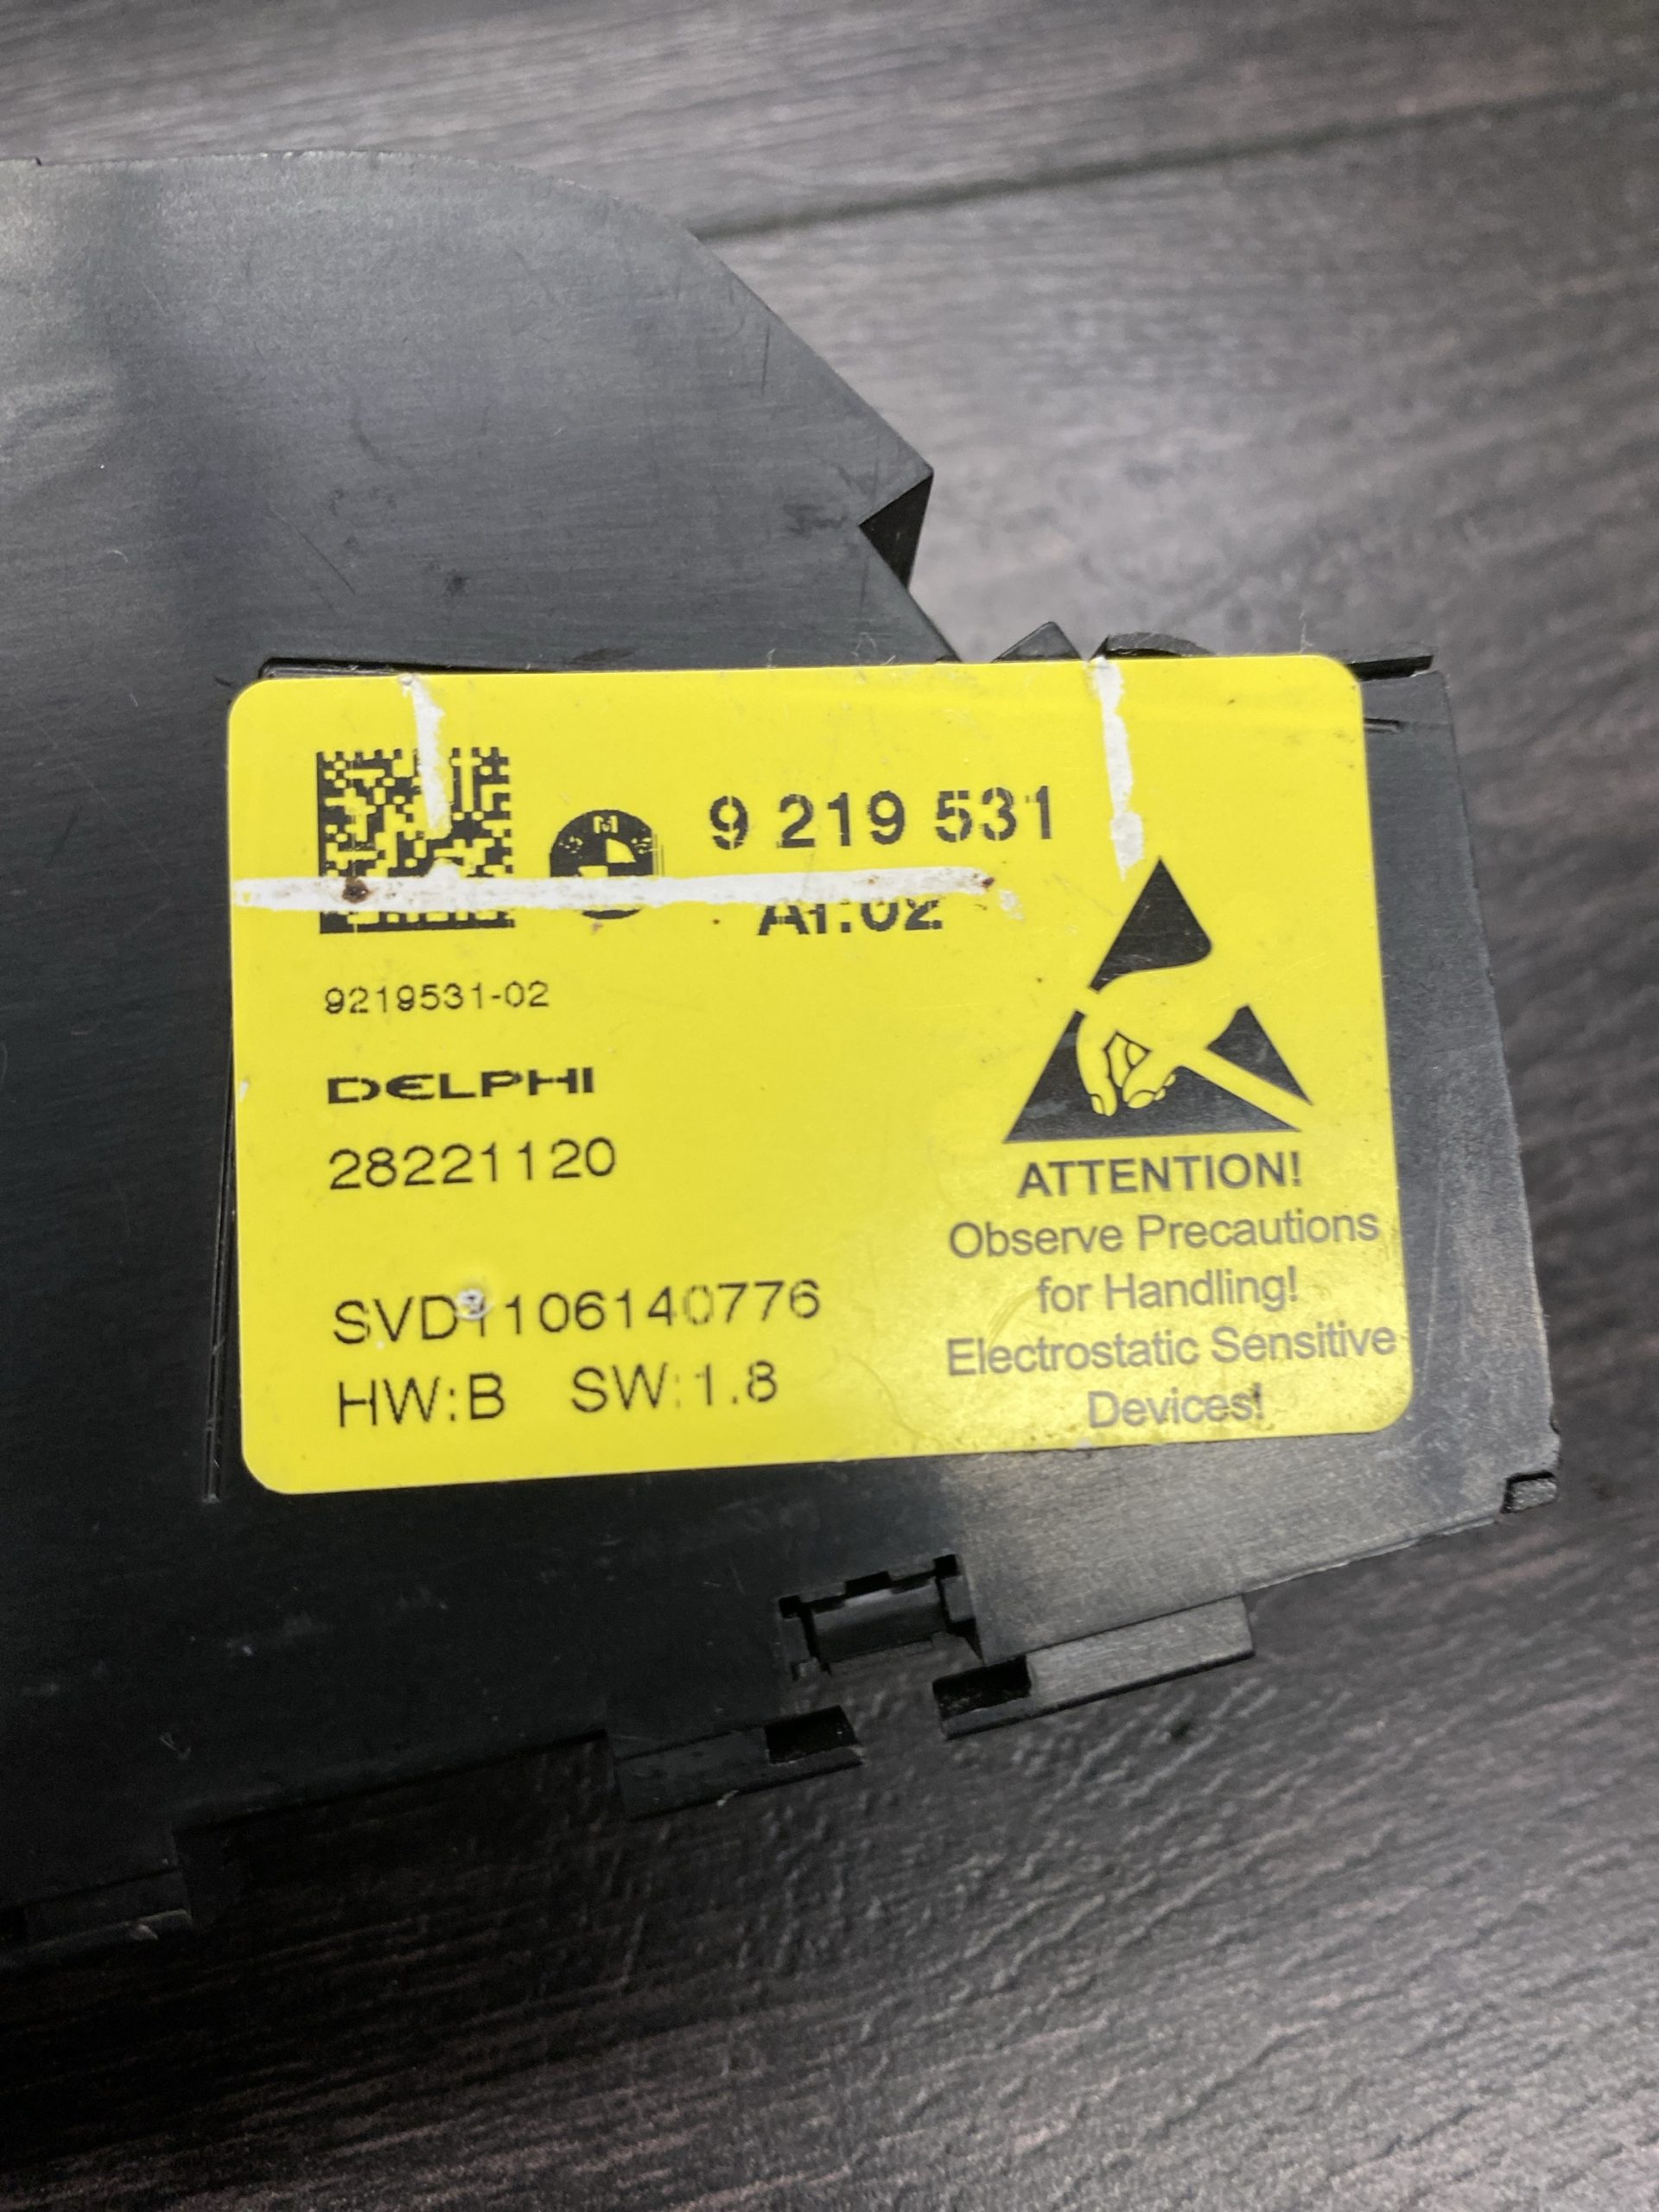 9 219 531
AI:02
9219531-02
DELPHI
28221120
SVD1106140776
HW:B SW:1.8
ATTENTION!
Observe Precautions
for Handling!
Electrostatic Sensitive
Devices!